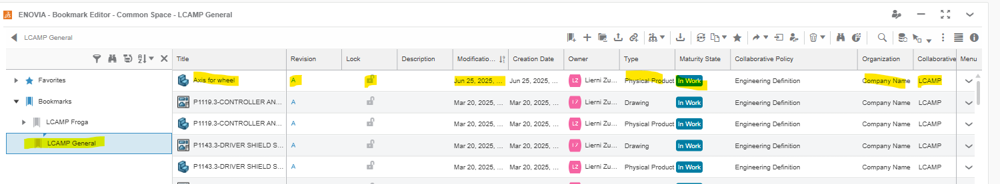 ENOVIA - Bookmark Editor - Common Space - LCAMP General
LCAMP General
Title Revision Lock Description Modificatio... Creation Date Owner Type Maturity State Collaborative Policy Organization Collaborative Menu
Favorites
Bookmarks
LCAMP Froga
LCAMP General
Axis for wheel A Jun 25, 2025, ... Jun 25, 2025, ... LZ Lierni Zu... Physical Product In Work Engineering Definition Company Name LCAMP
P1119.3-CONTROLLER AN... A Mar 20, 2025, ... Mar 20, 2025, ... LZ Lierni Zu... Drawing In Work Engineering Definition Company Name LCAMP
P1119.3-CONTROLLER AN... A Mar 20, 2025, ... Mar 20, 2025, ... LZ Lierni Zu... Physical Product In Work Engineering Definition Company Name LCAMP
P1143.3-DRIVER SHIELD S... A Mar 20, 2025, ... Mar 20, 2025, ... LZ Lierni Zu... Drawing In Work Engineering Definition Company Name LCAMP
P1143.3-DRIVER SHIELD S... A Mar 20, 2025, ... Mar 20, 2025, ... LZ Lierni Zu... Physical Product In Work Engineering Definition Company Name LCAMP